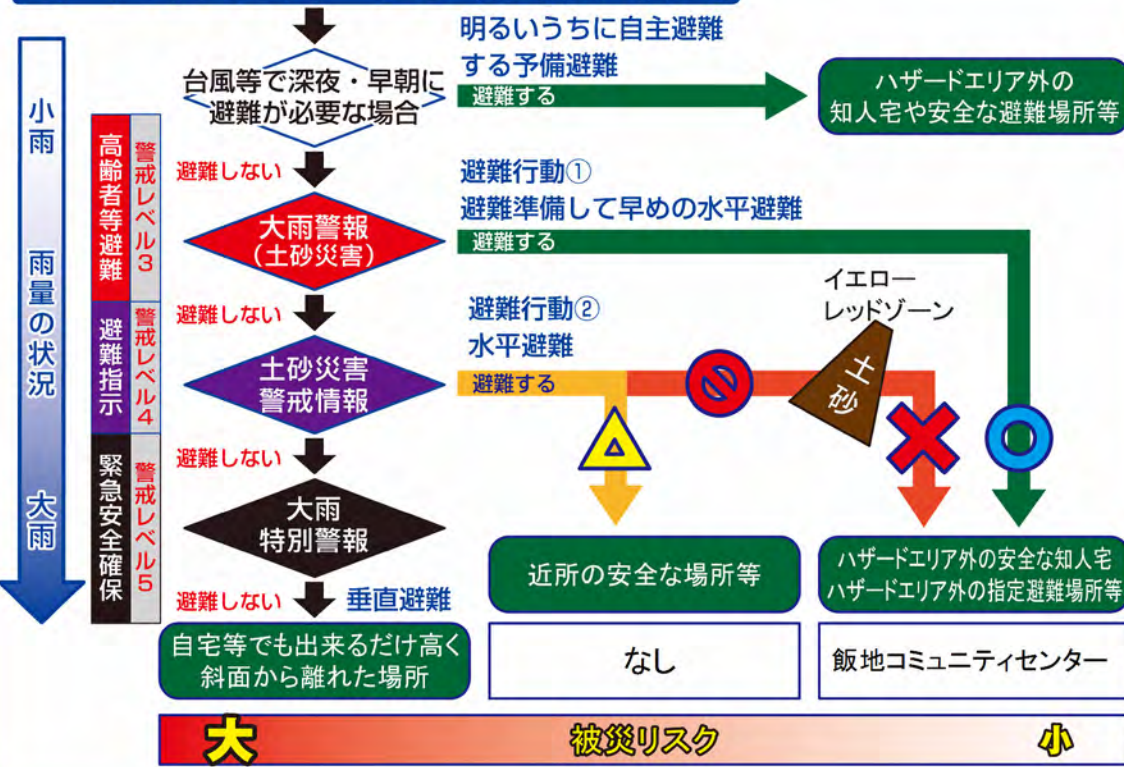 明るいうちに自主避難
する予備避難
台風等で深夜・早朝に
避難が必要な場合
避難する
ハザードエリア外の
知人宅や安全な避難場所等
小雨 雨量の状況 大雨
高齢者等避難
警戒レベル3
避難しない
避難行動①
避難準備して早めの水平避難
大雨警報
(土砂災害)
避難する
イエロー
レッドゾーン
避難指示
警戒レベル4
避難しない
避難行動②
水平避難
土砂災害
警戒情報
避難する
土砂
緊急安全確保
警戒レベル5
避難しない
大雨
特別警報
近所の安全な場所等
ハザードエリア外の安全な知人宅
ハザードエリア外の指定避難場所等
避難しない
垂直避難
自宅等でも出来るだけ高く
斜面から離れた場所
なし
飯地コミュニティセンター
大 被災リスク 小